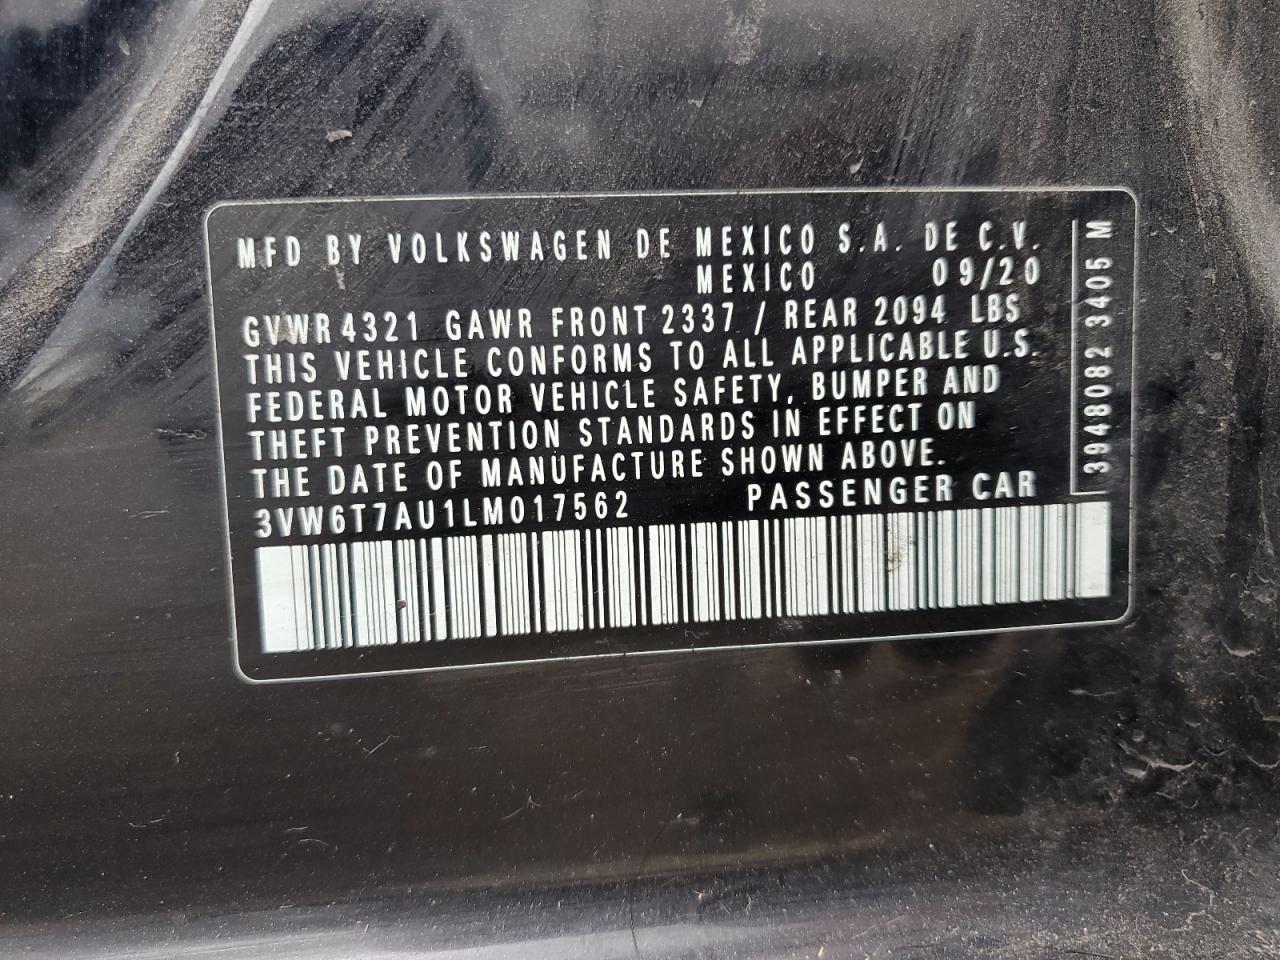 MFD BY VOLKSWAGEN DE MEXICO S.A. DE C.V.
MEXICO 09/20
GVWR 4321 GAWR FRONT 2337 / REAR 2094 LBS
THIS VEHICLE CONFORMS TO ALL APPLICABLE U.S.
FEDERAL MOTOR VEHICLE SAFETY, BUMPER AND
THEFT PREVENTION STANDARDS IN EFFECT ON
THE DATE OF MANUFACTURE SHOWN ABOVE.
3VW6T7AU1LM017562 PASSENGER CAR
3948082 3405 M